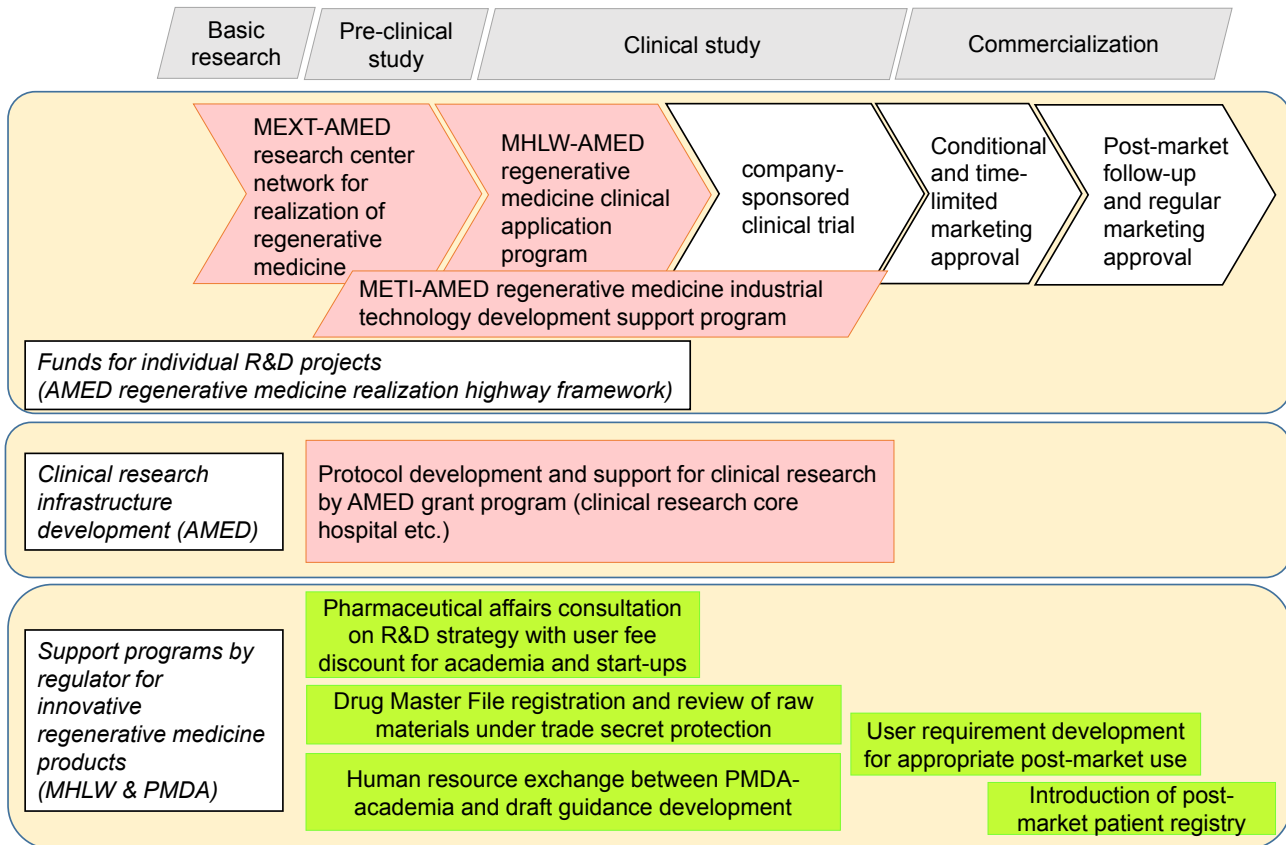 Basic
research
Pre-clinical
study
Clinical study
Commercialization
MEXT-AMED
research center
network for
realization of
regenerative
medicine
MHLW-AMED
regenerative
medicine clinical
application
program
company-
sponsored
clinical trial
Conditional
and time-
limited
marketing
approval
Post-market
follow-up
and regular
marketing
approval
METI-AMED regenerative medicine industrial
technology development support program
Funds for individual R&D projects
(AMED regenerative medicine realization highway framework)
Clinical research
infrastructure
development (AMED)
Protocol development and support for clinical research
by AMED grant program (clinical research core
hospital etc.)
Support programs by
regulator for
innovative
regenerative medicine
products
(MHLW & PMDA)
Pharmaceutical affairs consultation
on R&D strategy with user fee
discount for academia and start-ups
Drug Master File registration and review of raw
materials under trade secret protection
Human resource exchange between PMDA-
academia and draft guidance development
User requirement development
for appropriate post-market use
Introduction of post-
market patient registry